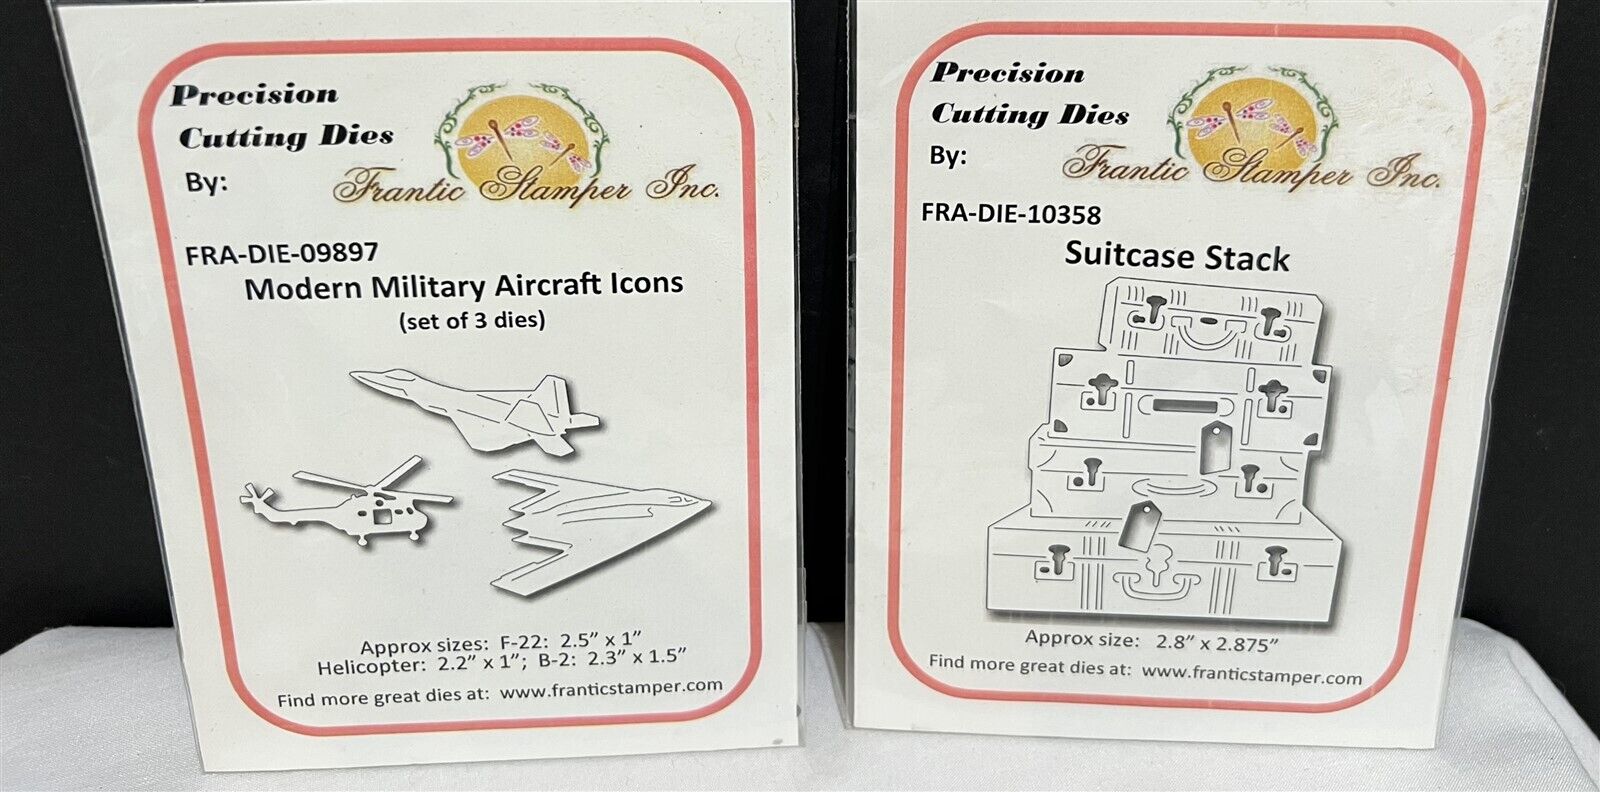 Precision
Cutting Dies
By:
Frantic Stamper Inc.
FRA-DIE-09897
Modern Military Aircraft Icons
(set of 3 dies)
Approx sizes: F-22: 2.5” x 1”
Helicopter: 2.2” x 1”; B-2: 2.3” x 1.5”
Find more great dies at: www.franticstamper.com
Precision
Cutting Dies
By:
Frantic Stamper Inc.
FRA-DIE-10358
Suitcase Stack
Approx size: 2.8” x 2.875”
Find more great dies at: www.franticstamper.com